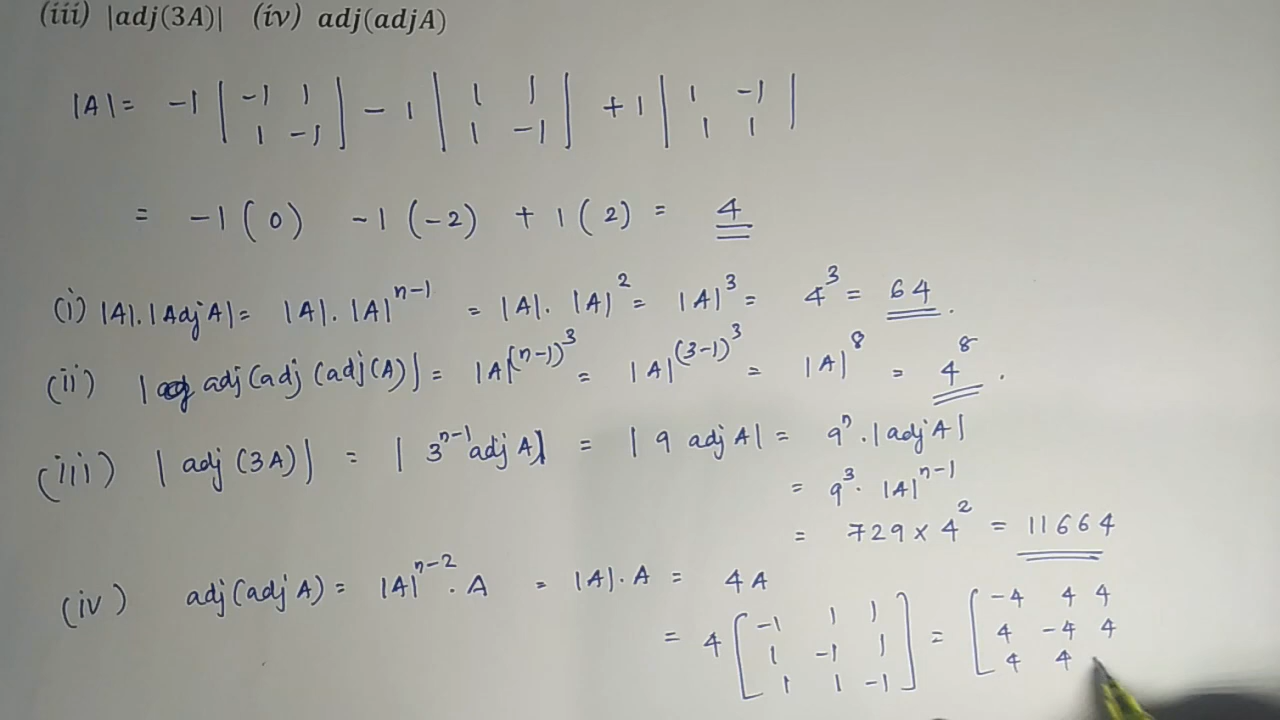 (iii) |adj(3A)| (iv) adj(adjA)
|A| = -1 | -1 1 | - 1 | 1 1 | + 1 | 1 -1 |
| 1 -1 | | 1 -1 | | 1 1 |
= -1 ( 0 ) -1 ( -2 ) + 1 ( 2 ) = 4
(i) |A|.|Adj A| = |A|.|A|^(n-1) = |A|.|A|^2 = |A|^3 = 4^3 = 64.
(ii) |adj(adj(adj(A)| = |A|^(n-1)^3 = |A|^(3-1)^3 = |A|^8 = 4^8.
(iii) |adj(3A)| = |3^(n-1) adj A| = |9 adj A| = 9^n.|adj A|
= 9^3.|A|^(n-1)
= 729 x 4^2 = 11664
(iv) adj(adj A) = |A|^(n-2).A = |A|.A = 4A
= 4 [ -1 1 1 ] = [ -4 4 4
1 -1 1 4 -4 4
1 1 -1 4 4